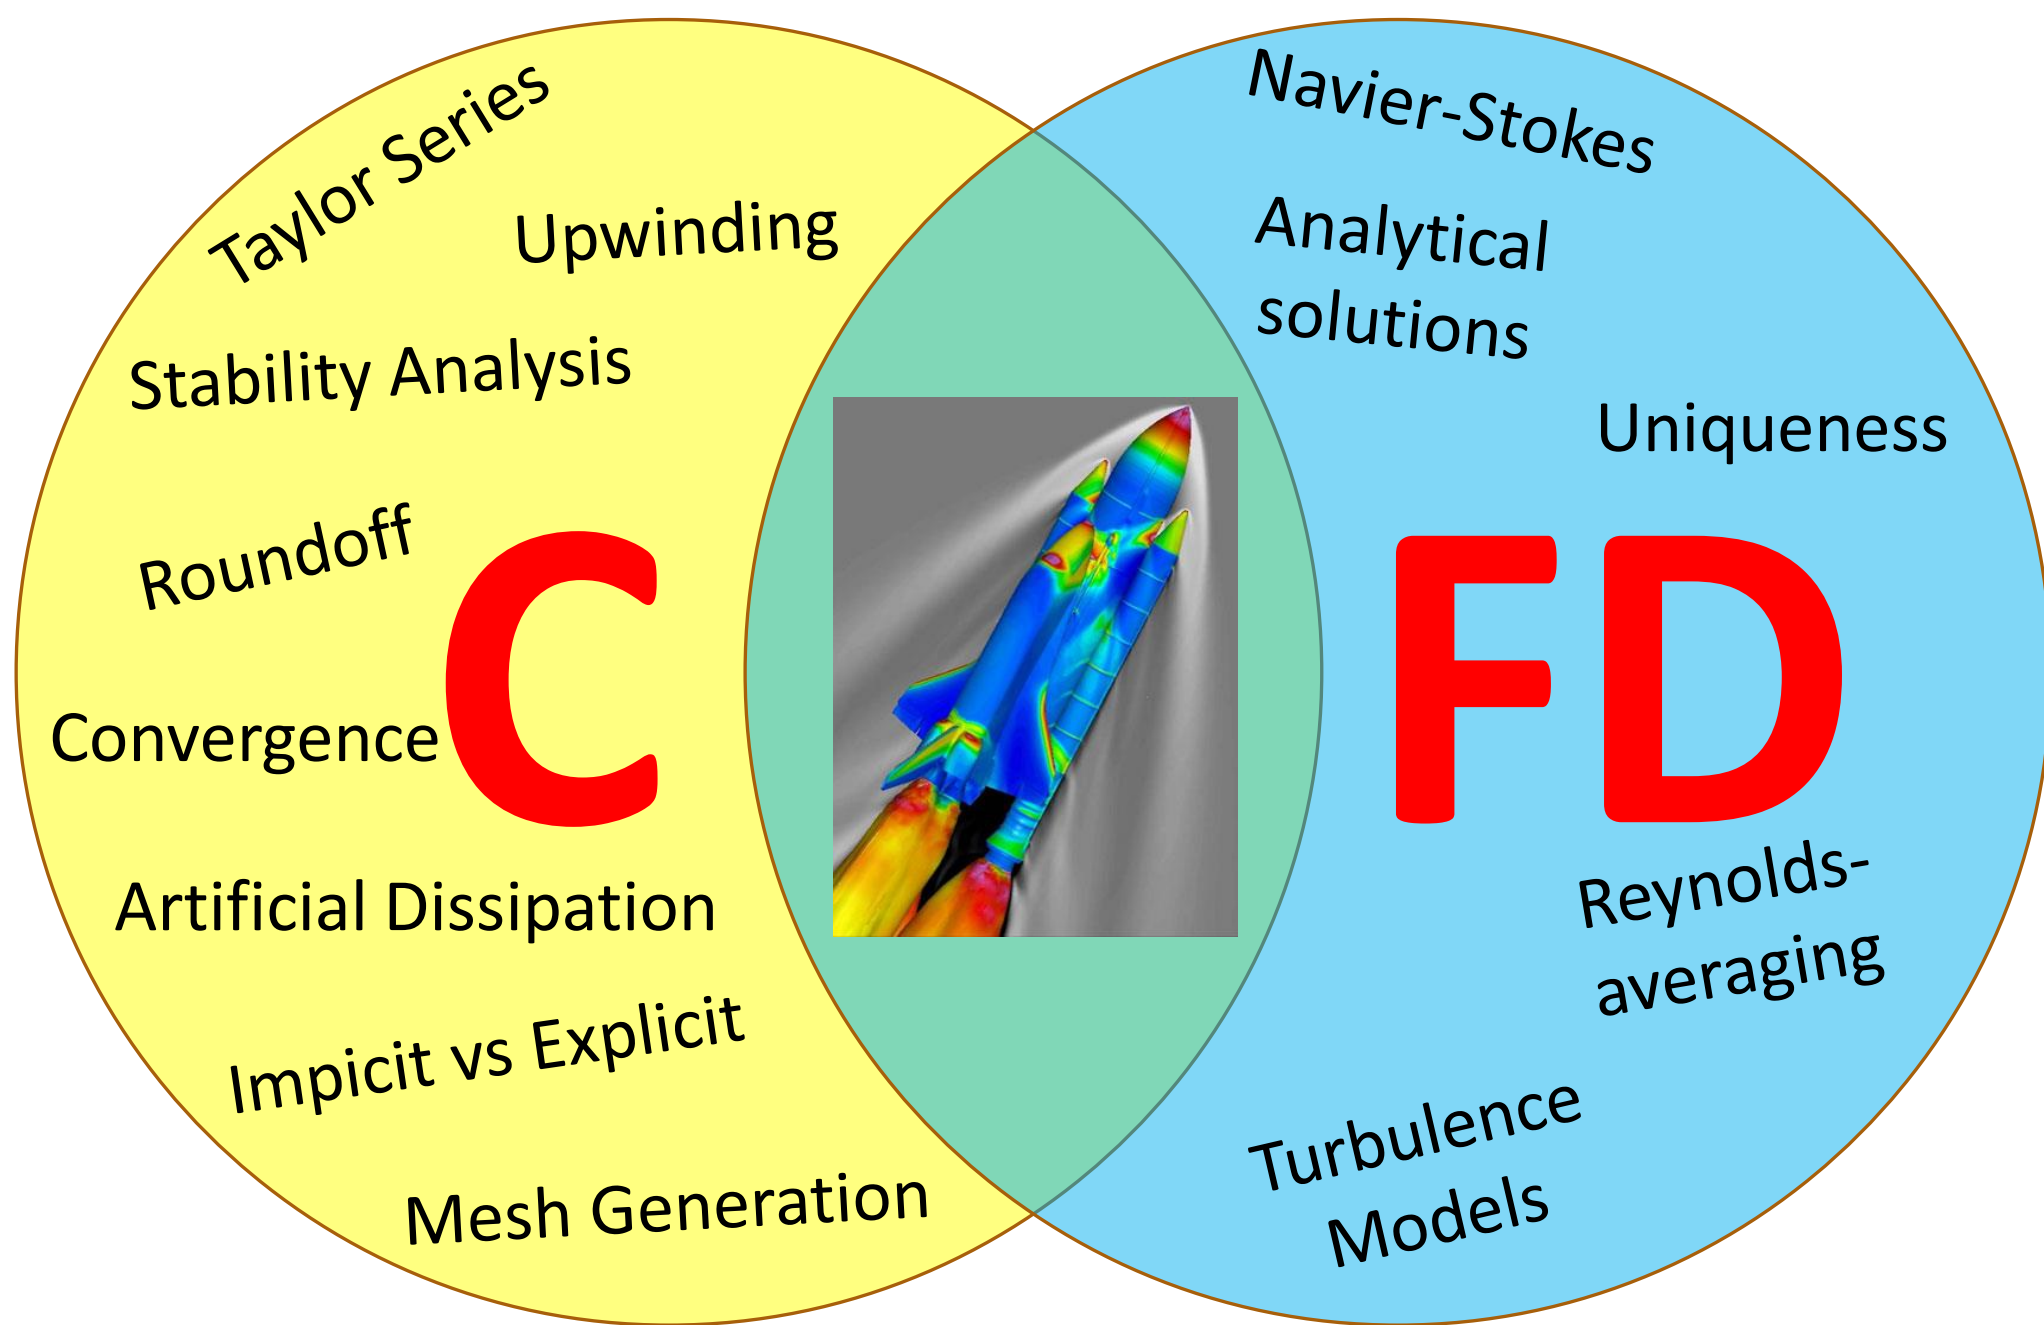 Taylor Series
Upwinding
Stability Analysis
Roundoff
C
Convergence
Artificial Dissipation
Impicit vs Explicit
Mesh Generation
Navier-Stokes
Analytical
solutions
Uniqueness
FD
Reynolds-
averaging
Turbulence
Models